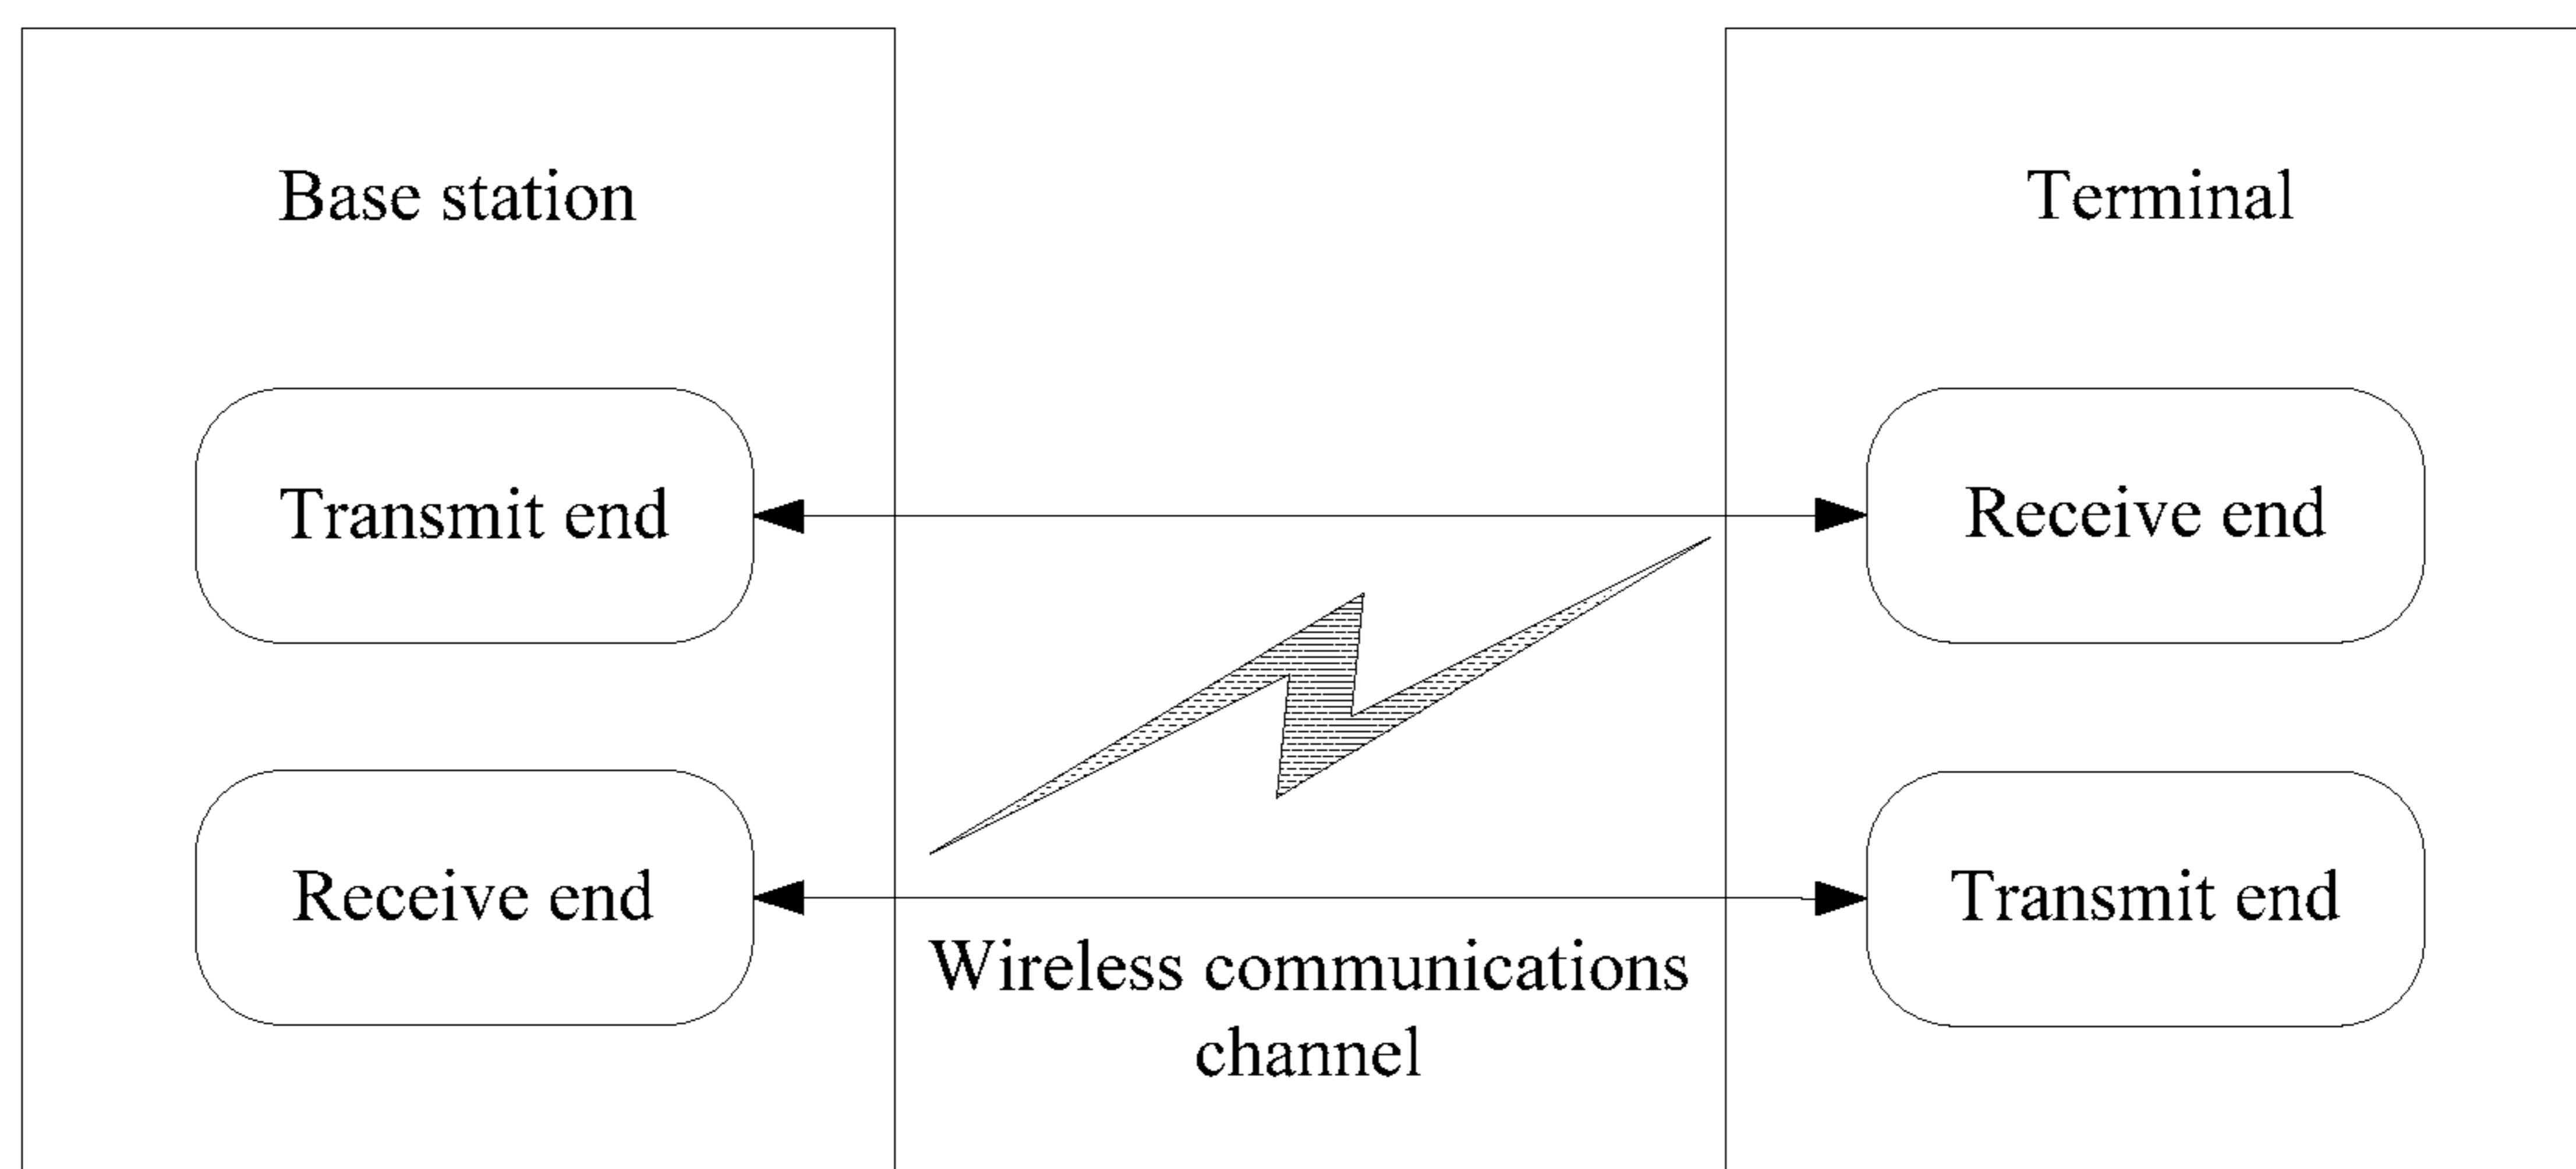 Base station
Terminal
Transmit end
Receive end
Receive end
Transmit end
Wireless communications
channel